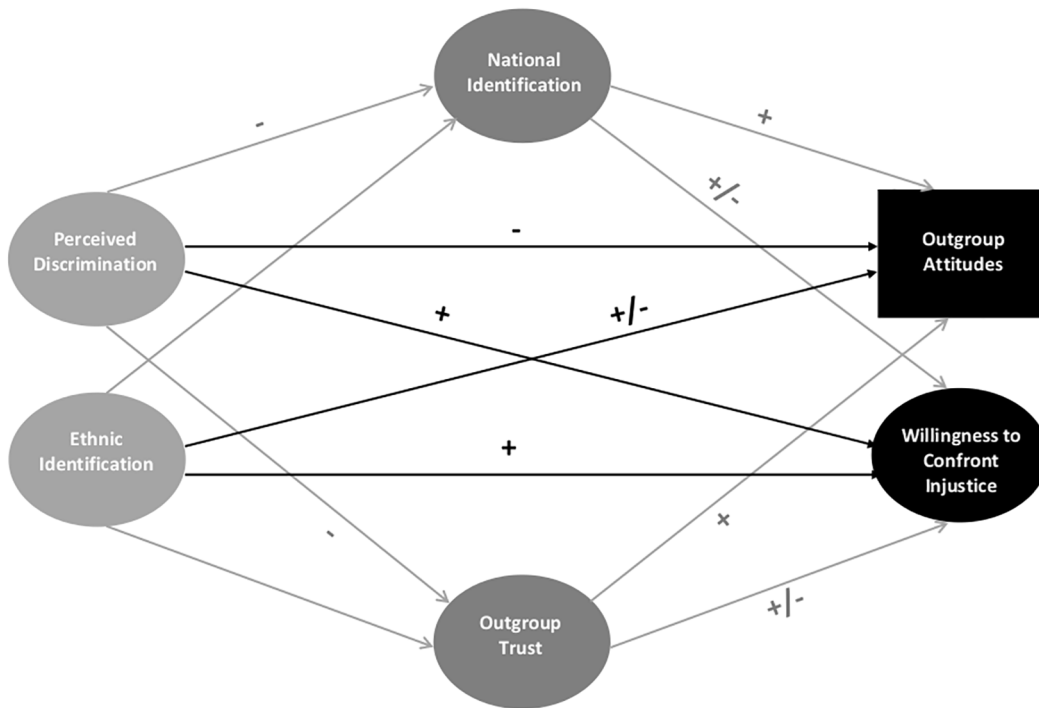 National
Identification
-
+
+/-
Perceived
Discrimination
-
Outgroup
Attitudes
+
+/-
Ethnic
Identification
+
Willingness to
Confront
Injustice
-
+
Outgroup
Trust
+/-